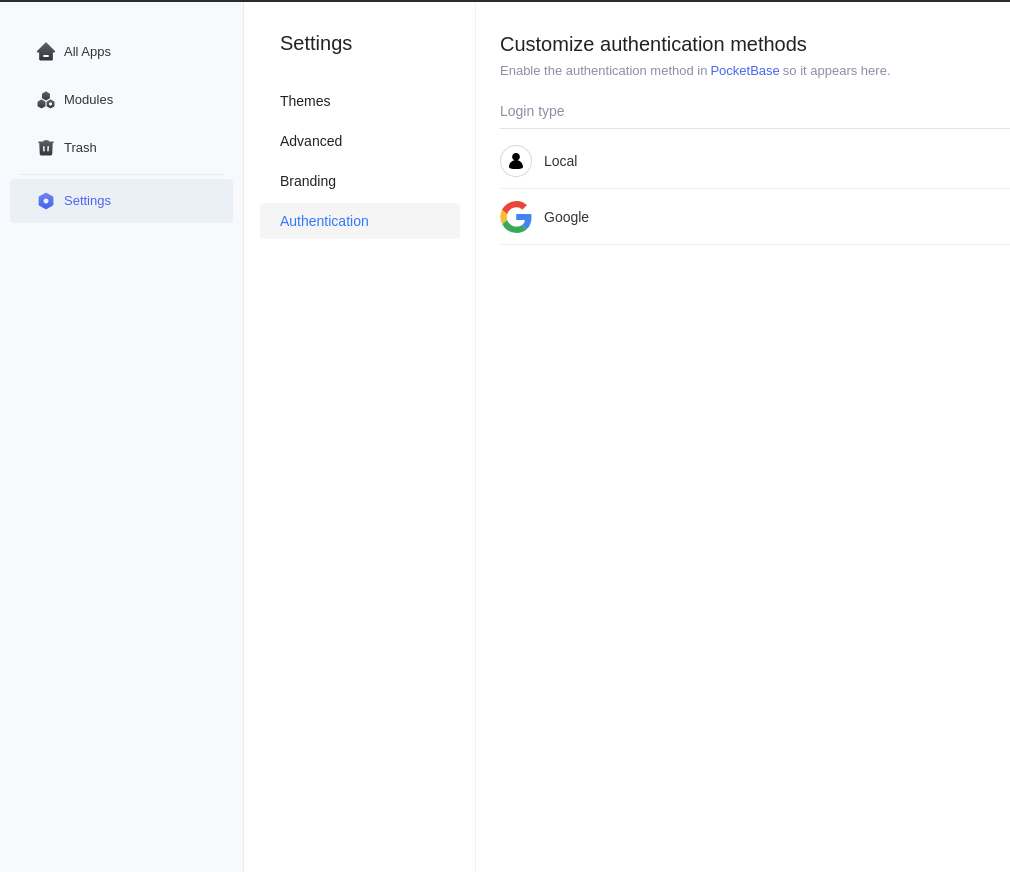 All Apps
Modules
Trash
Settings
Settings
Themes
Advanced
Branding
Authentication
Customize authentication methods
Enable the authentication method in PocketBase so it appears here.
Login type
Local
Google